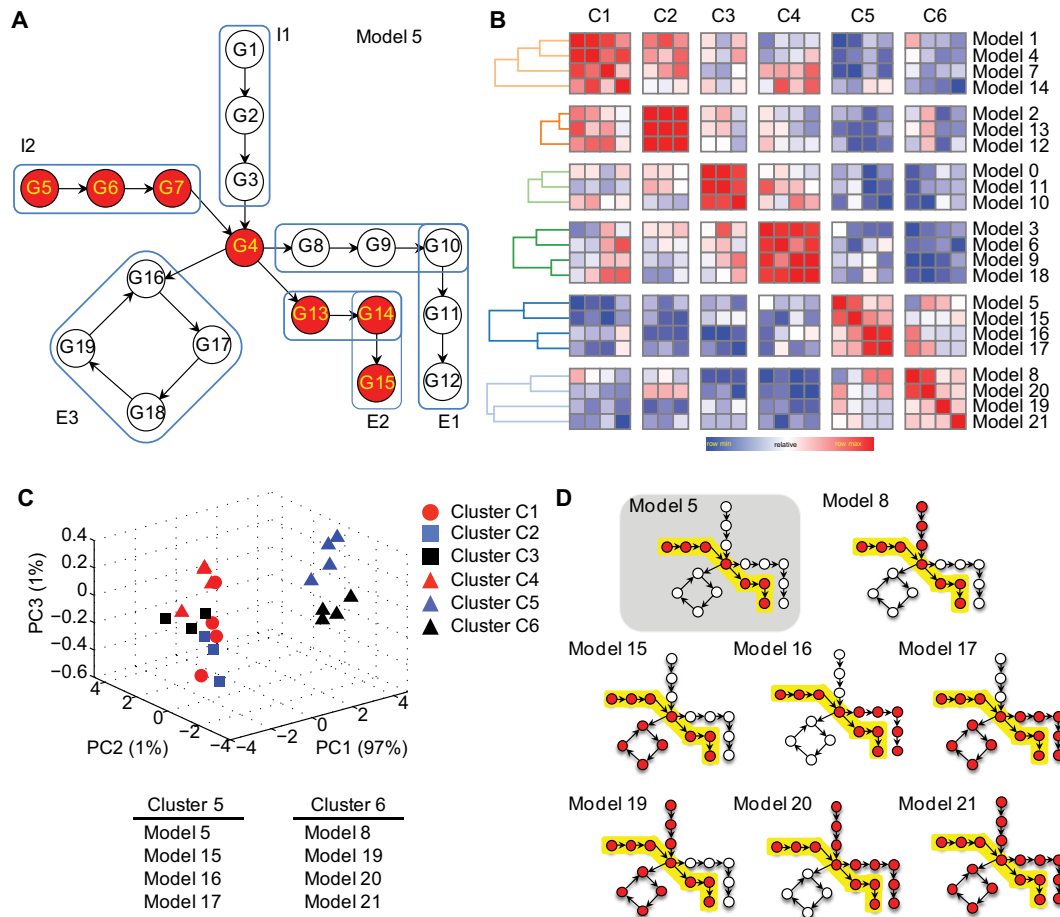 A
Model 5
I1
G1
G2
G3
I2
G5
G6
G7
G4
G8
G9
G10
G16
G13
G14
G11
G19
G17
G15
G12
G18
E3
E2
E1
B
C1
C2
C3
C4
C5
C6
Model 1
Model 4
Model 7
Model 14
Model 2
Model 13
Model 12
Model 0
Model 11
Model 10
Model 3
Model 6
Model 9
Model 18
Model 5
Model 15
Model 16
Model 17
Model 8
Model 20
Model 19
Model 21
row min
relative
row max
C
PC3 (1%)
0.4
0.2
0
−0.2
−0.4
−0.6
4
2
0
−2
−4
PC2 (1%)
−4
−2
0
2
4
PC1 (97%)
Cluster C1
Cluster C2
Cluster C3
Cluster C4
Cluster C5
Cluster C6
Cluster 5
Model 5
Model 15
Model 16
Model 17
Cluster 6
Model 8
Model 19
Model 20
Model 21
D
Model 5
Model 8
Model 15
Model 16
Model 17
Model 19
Model 20
Model 21